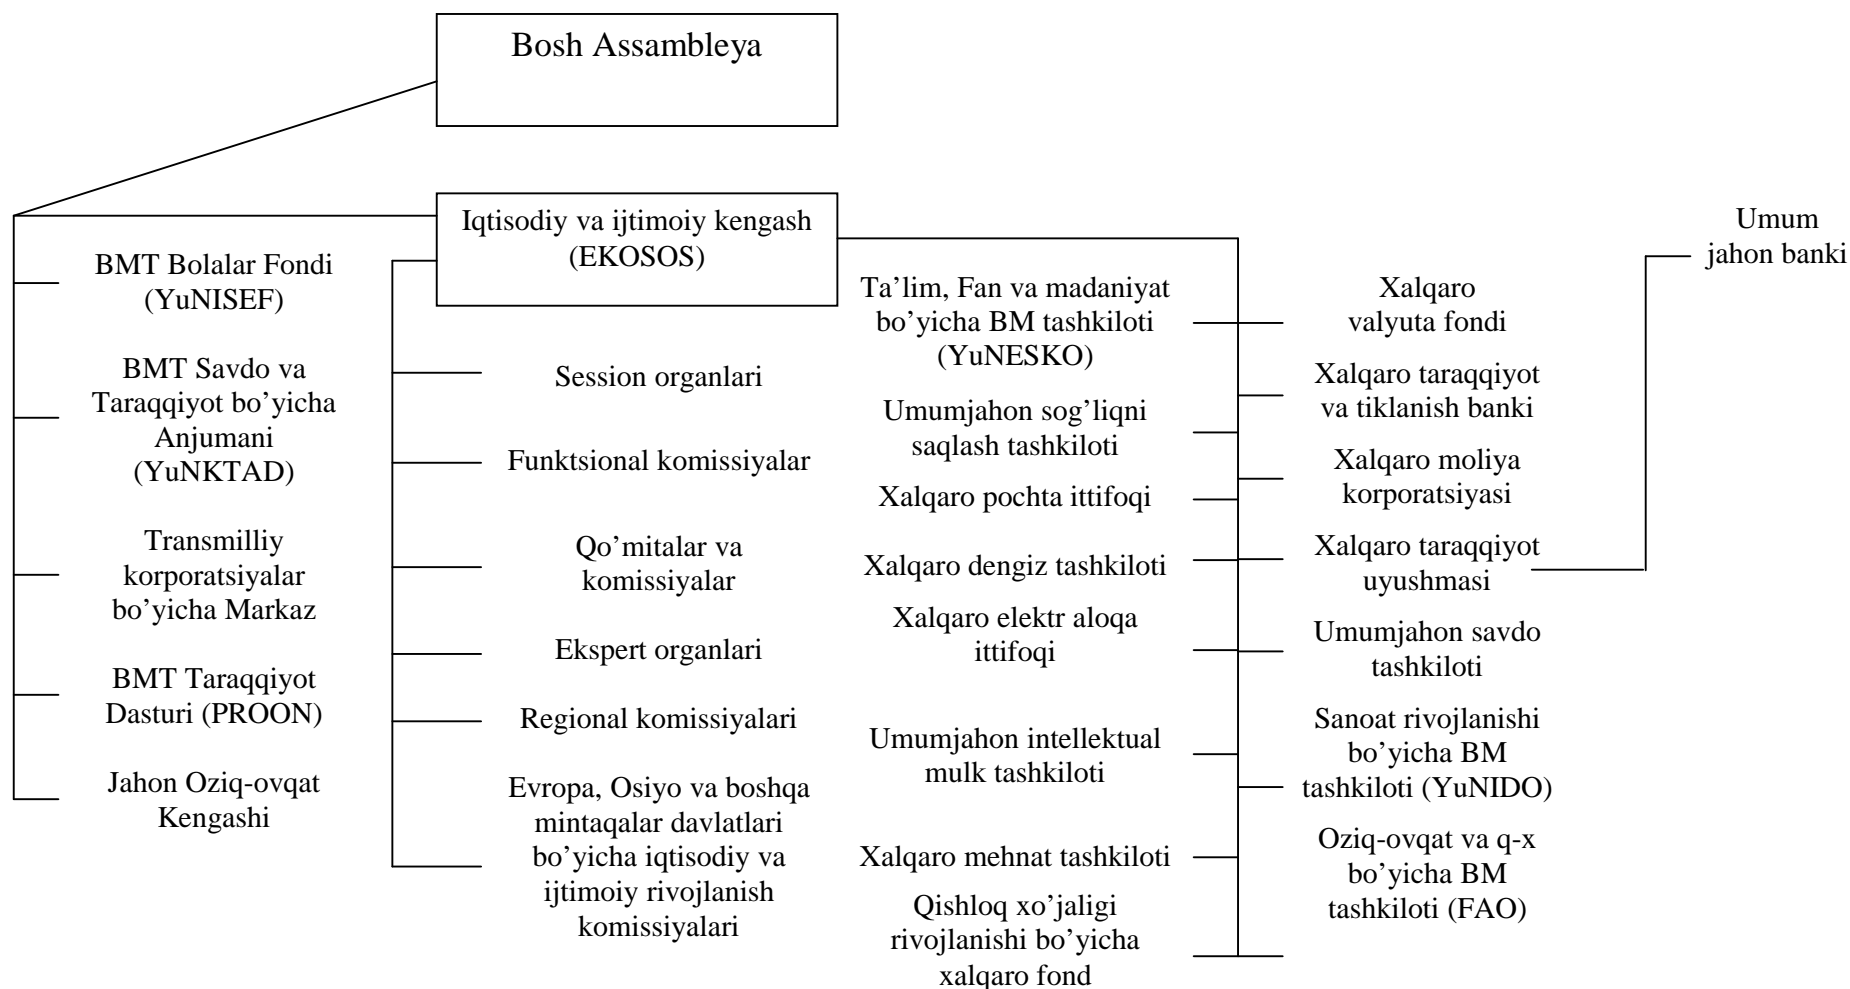 Bosh Assambleya
Iqtisodiy va ijtimoiy kengash
(EKOSOS)
BMT Bolalar Fondi
(YuNISEF)
BMT Savdo va
Taraqqiyot bo’yicha
Anjumani
(YuNKTAD)
Transmilliy
korporatsiyalar
bo’yicha Markaz
BMT Taraqqiyot
Dasturi (PROON)
Jahon Oziq-ovqat
Kengashi
Session organlari
Funktsional komissiyalar
Qo’mitalar va
komissiyalar
Ekspert organlari
Regional komissiyalari
Evropa, Osiyo va boshqa
mintaqalar davlatlari
bo’yicha iqtisodiy va
ijtimoiy rivojlanish
komissiyalari
Ta’lim, Fan va madaniyat
bo’yicha BM tashkiloti
(YuNESKO)
Umumjahon sog’liqni
saqlash tashkiloti
Xalqaro pochta ittifoqi
Xalqaro dengiz tashkiloti
Xalqaro elektr aloqa
ittifoqi
Umumjahon intellektual
mulk tashkiloti
Xalqaro mehnat tashkiloti
Qishloq xo’jaligi
rivojlanishi bo’yicha
xalqaro fond
Xalqaro
valyuta fondi
Xalqaro taraqqiyot
va tiklanish banki
Xalqaro moliya
korporatsiyasi
Xalqaro taraqqiyot
uyushmasi
Umumjahon savdo
tashkiloti
Sanoat rivojlanishi
bo’yicha BM
tashkiloti (YuNIDO)
Oziq-ovqat va q-x
bo’yicha BM
tashkiloti (FAO)
Umum
jahon banki